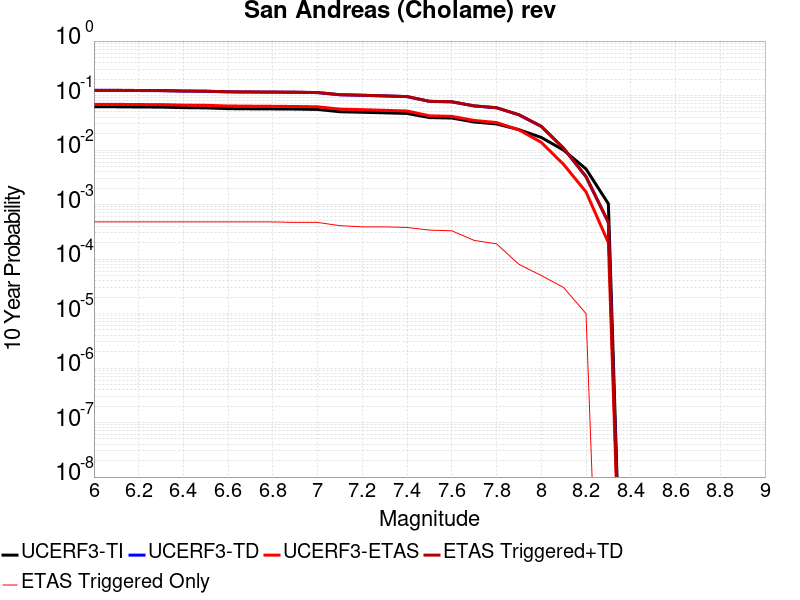 San Andreas (Cholame) rev
10 0
10 -1
10 -2
10 -3
10 -4
10 -5
10 -6
10 -7
10 -8
10 Year Probability
6 6.2 6.4 6.6 6.8 7 7.2 7.4 7.6 7.8 8 8.2 8.4 8.6 8.8 9
Magnitude
UCERF3-TI UCERF3-TD UCERF3-ETAS ETAS Triggered+TD
ETAS Triggered Only